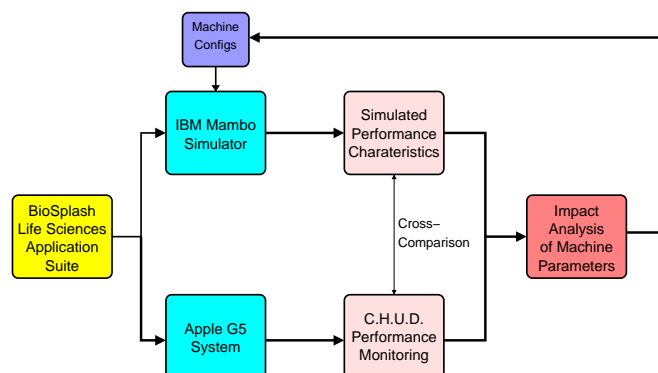 Machine
Configs
IBM Mambo
Simulator
Simulated
Performance
Charateristics
BioSplash
Life Sciences
Application
Suite
Cross–
Comparison
Impact
Analysis
of Machine
Parameters
Apple G5
System
C.H.U.D.
Performance
Monitoring